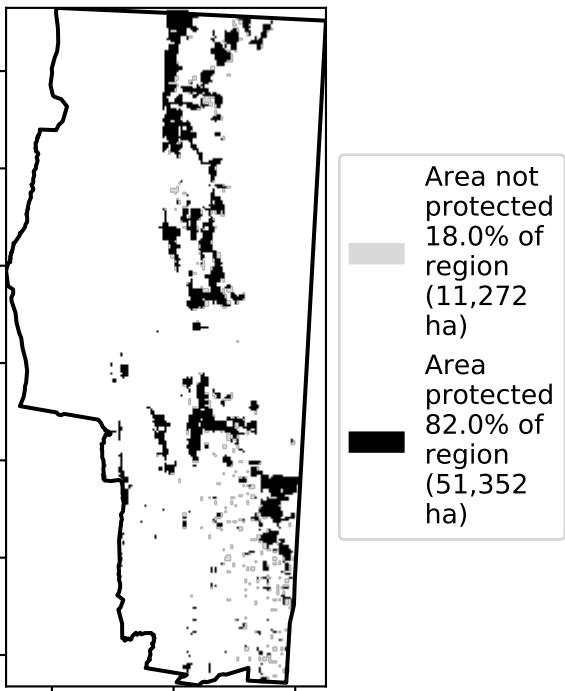 Area not
protected
18.0% of
region
(11,272
ha)
Area
protected
82.0% of
region
(51,352
ha)